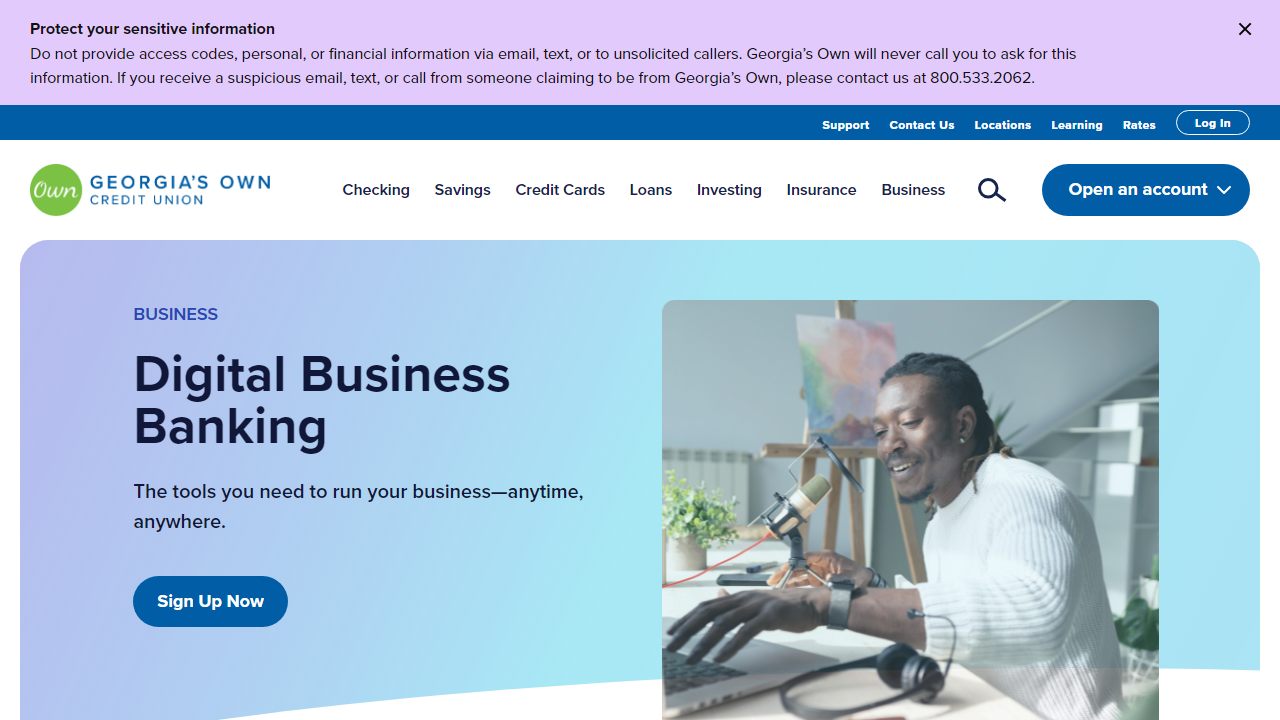 Protect your sensitive information
Do not provide access codes, personal, or financial information via email, text, or to unsolicited callers. Georgia’s Own will never call you to ask for this
information. If you receive a suspicious email, text, or call from someone claiming to be from Georgia’s Own, please contact us at 800.533.2062.
Support Contact Us Locations Learning Rates Log In
Own GEORGIA’S OWN
CREDIT UNION
Checking Savings Credit Cards Loans Investing Insurance Business Open an account
BUSINESS
Digital Business
Banking
The tools you need to run your business—anytime,
anywhere.
Sign Up Now